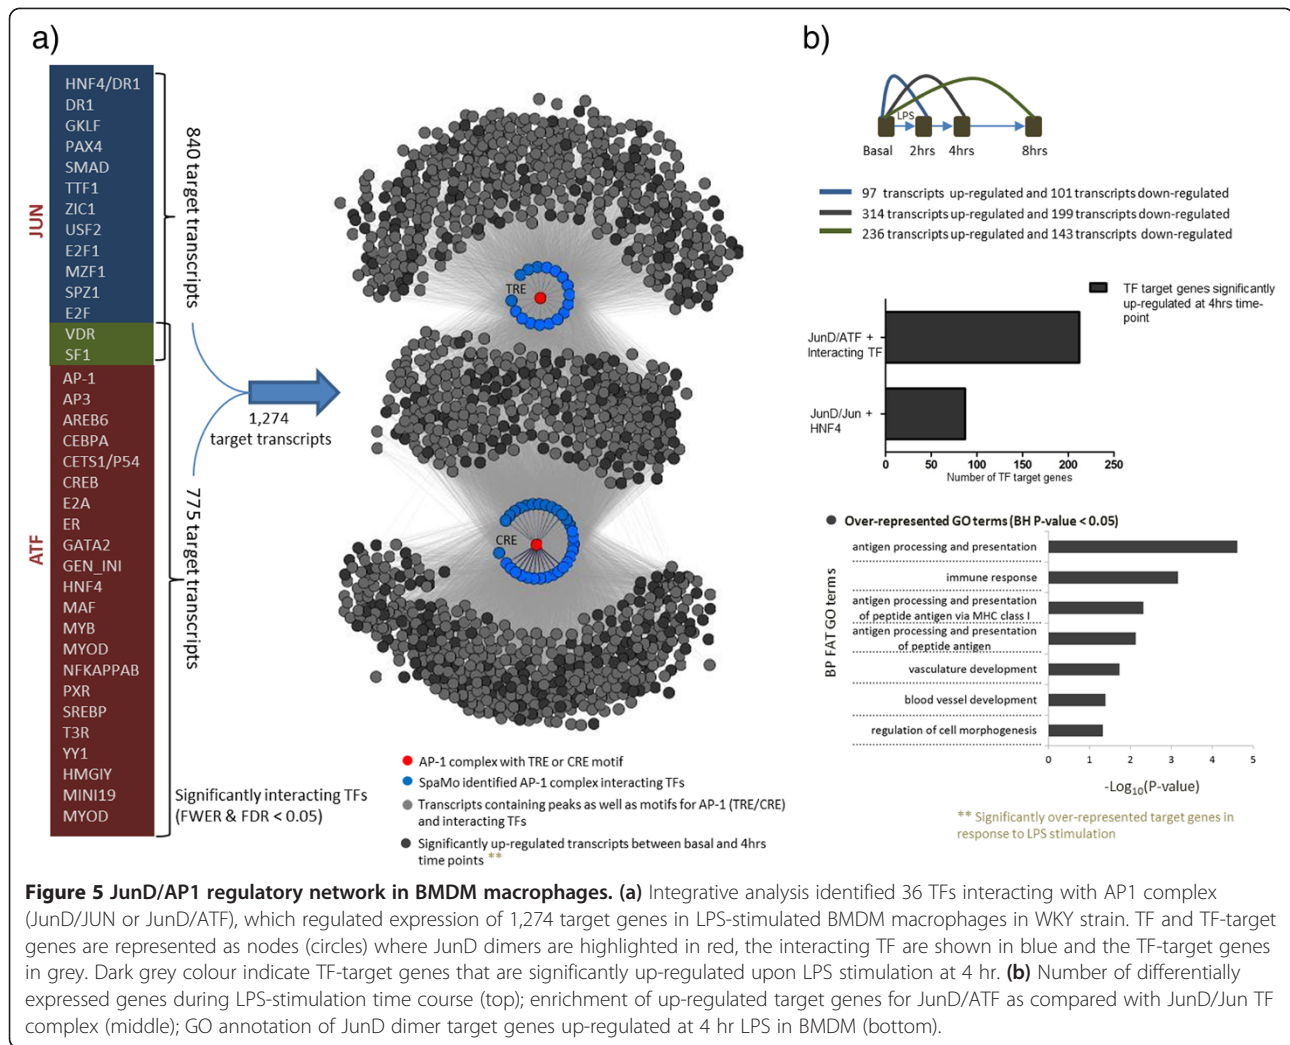 a)
JUN
HNF4/DR1
DR1
GKLF
PAX4
SMAD
TTF1
ZIC1
USF2
E2F1
MZF1
SPZ1
E2F
VDR
SF1
ATF
AP-1
AP3
AREB6
CEBPA
CETS1/P54
CREB
E2A
ER
GATA2
GEN_INI
HNF4
MAF
MYB
MYOD
NFKAPPAB
PXR
SREBP
T3R
YY1
HMGIY
MINI19
MYOD
840 target transcripts
775 target transcripts
1,274
target transcripts
Significantly interacting TFs
(FWER & FDR < 0.05)
TRE
CRE
AP-1 complex with TRE or CRE motif
SpaMo identified AP-1 complex interacting TFs
Transcripts containing peaks as well as motifs for AP-1 (TRE/CRE)
and interacting TFs
Significantly up-regulated transcripts between basal and 4hrs
time points **
b)
LPS
Basal 2hrs 4hrs 8hrs
97 transcripts up-regulated and 101 transcripts down-regulated
314 transcripts up-regulated and 199 transcripts down-regulated
236 transcripts up-regulated and 143 transcripts down-regulated
TF target genes significantly
up-regulated at 4hrs time-
point
JunD/ATF +
Interacting TF
JunD/Jun +
HNF4
0 50 100 150 200 250
Number of TF target genes
Over-represented GO terms (BH P-value < 0.05)
BP FAT GO terms
antigen processing and presentation
immune response
antigen processing and presentation
of peptide antigen via MHC class I
antigen processing and presentation
of peptide antigen
vasculature development
blood vessel development
regulation of cell morphogenesis
0 1 2 3 4 5
-Log10(P-value)
** Significantly over-represented target genes in
response to LPS stimulation
Figure 5 JunD/AP1 regulatory network in BMDM macrophages. (a) Integrative analysis identified 36 TFs interacting with AP1 complex
(JunD/JUN or JunD/ATF), which regulated expression of 1,274 target genes in LPS-stimulated BMDM macrophages in WKY strain. TF and TF-target
genes are represented as nodes (circles) where JunD dimers are highlighted in red, the interacting TF are shown in blue and the TF-target genes
in grey. Dark grey colour indicate TF-target genes that are significantly up-regulated upon LPS stimulation at 4 hr. (b) Number of differentially
expressed genes during LPS-stimulation time course (top); enrichment of up-regulated target genes for JunD/ATF as compared with JunD/Jun TF
complex (middle); GO annotation of JunD dimer target genes up-regulated at 4 hr LPS in BMDM (bottom).